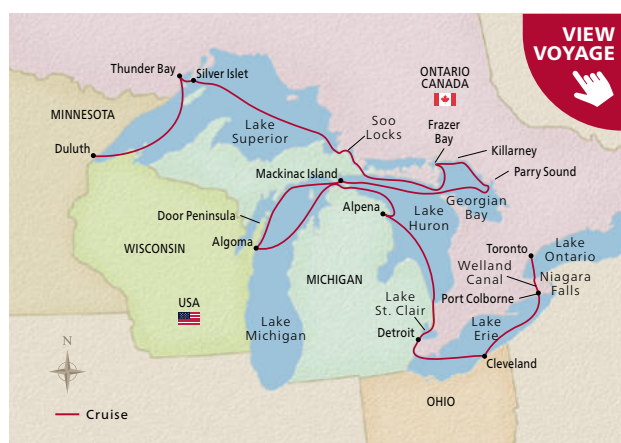 VIEW
VOYAGE
Thunder Bay
Silver Islet
ONTARIO
CANADA
MINNESOTA
Lake
Superior
Soo
Locks
Frazer
Bay
Killarney
Duluth
Mackinac Island
Parry Sound
Door Peninsula
Alpena
Lake
Huron
Georgian
Bay
WISCONSIN
Algoma
Toronto
Lake
Ontario
MICHIGAN
Welland
Canal
Niagara
Falls
USA
Lake
St. Clair
Port Colborne
Lake
Michigan
Detroit
Lake
Erie
Cleveland
N
OHIO
Cruise